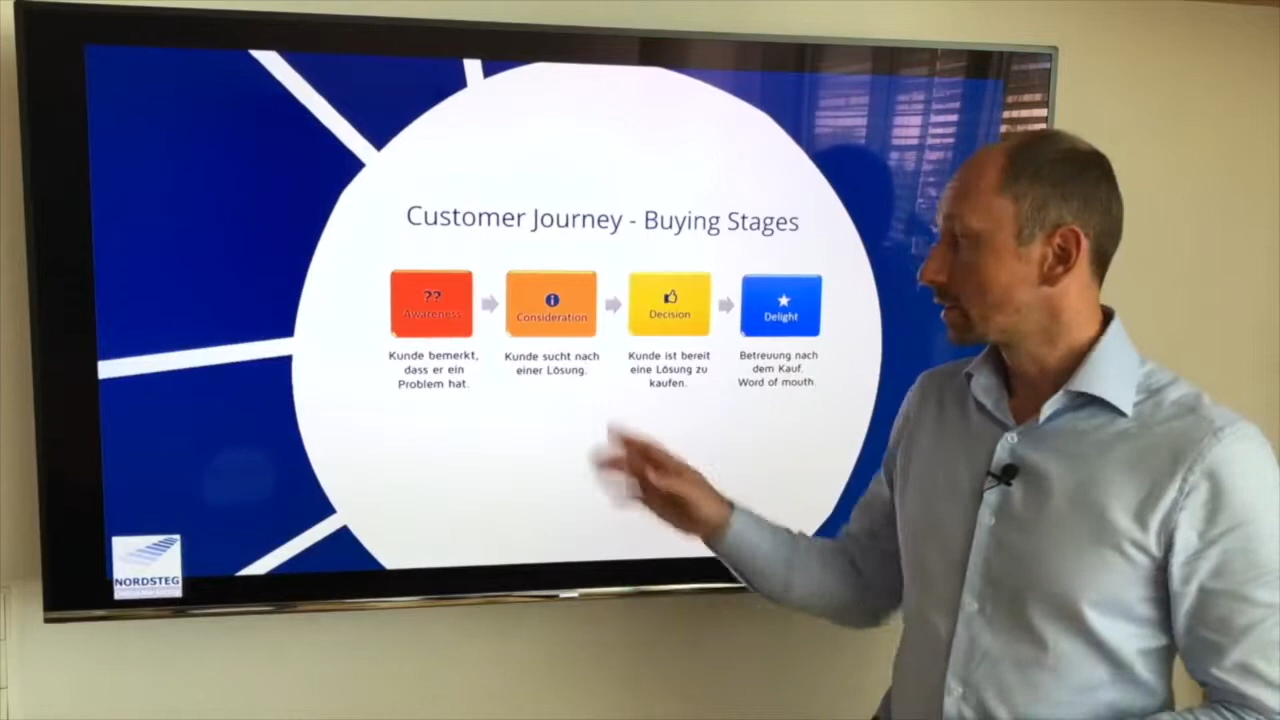 Customer Journey - Buying Stages
??
Awareness
Consideration
Decision
Delight
Kunde bemerkt,
dass er ein
Problem hat.
Kunde sucht nach
einer Lösung.
Kunde ist bereit
eine Lösung zu
kaufen.
Betreuung nach
dem Kauf.
Word of mouth.
NORDSTEG